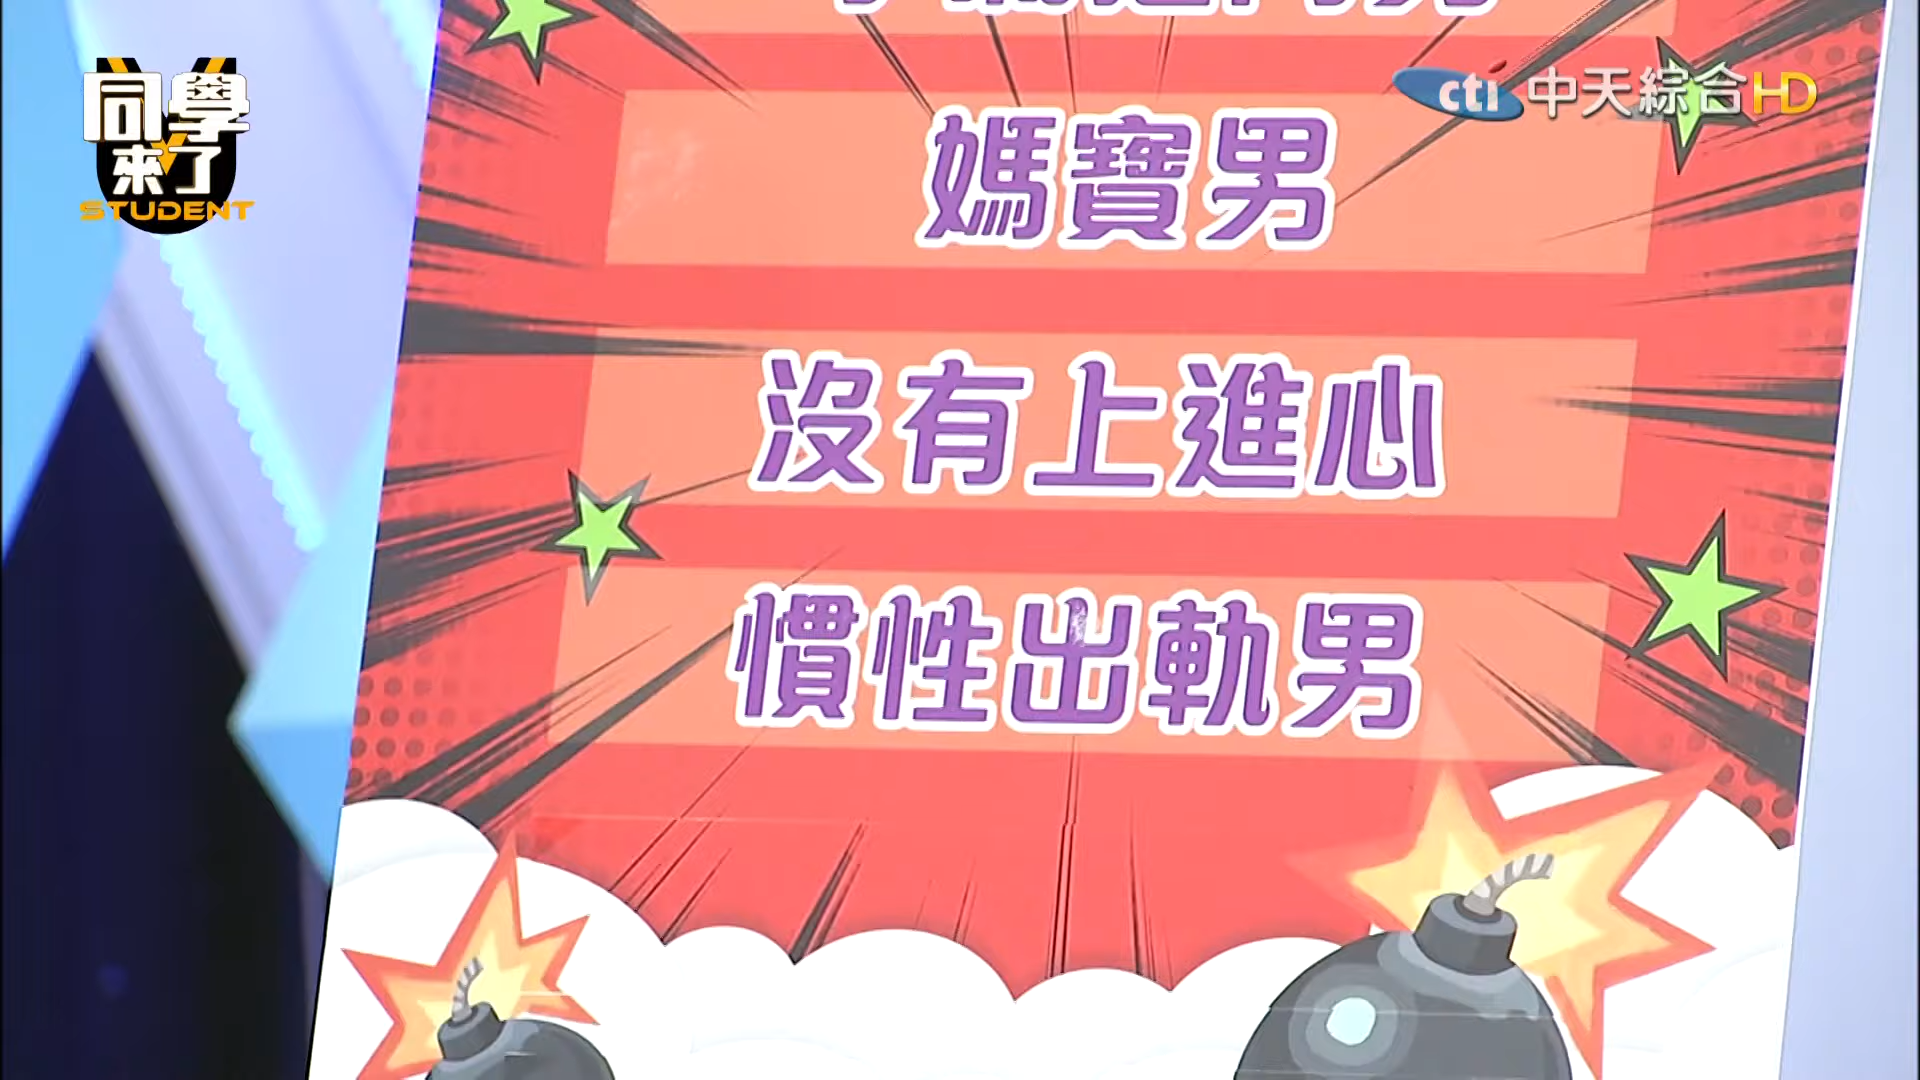 同學
來了
STUDENT
cti 中天綜合HD
媽寶男
沒有上進心
慣性出軌男